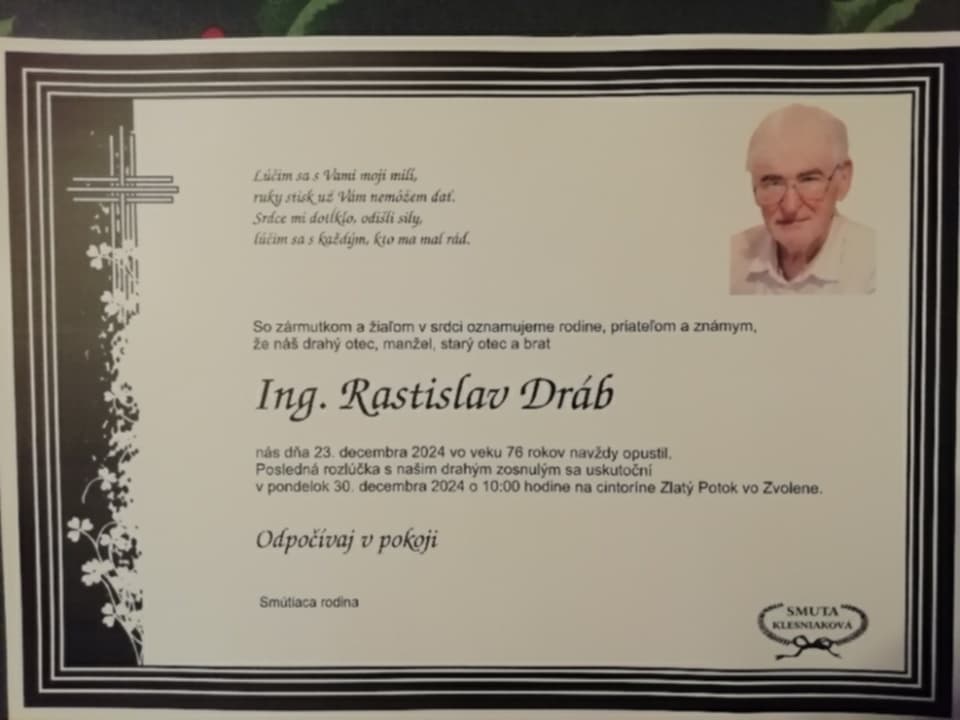 Lúčim sa s Vami moji milí,
ruky stisk už Vám nemôžem dať.
Srdce mi dotĺklo, odišli sily,
lúčim sa s každým, kto ma mal rád.
So zármutkom a žiaľom v srdci oznamujeme rodine, priateľom a známym,
že náš drahý otec, manžel, starý otec a brat
Ing. Rastislav Dráb
nás dňa 23. decembra 2024 vo veku 76 rokov navždy opustil.
Posledná rozlúčka s našim drahým zosnulým sa uskutoční
v pondelok 30. decembra 2024 o 10:00 hodine na cintoríne Zlatý Potok vo Zvolene.
Odpočívaj v pokoji
Smútiaca rodina
SMUTA
KLESNIAKOVÁ